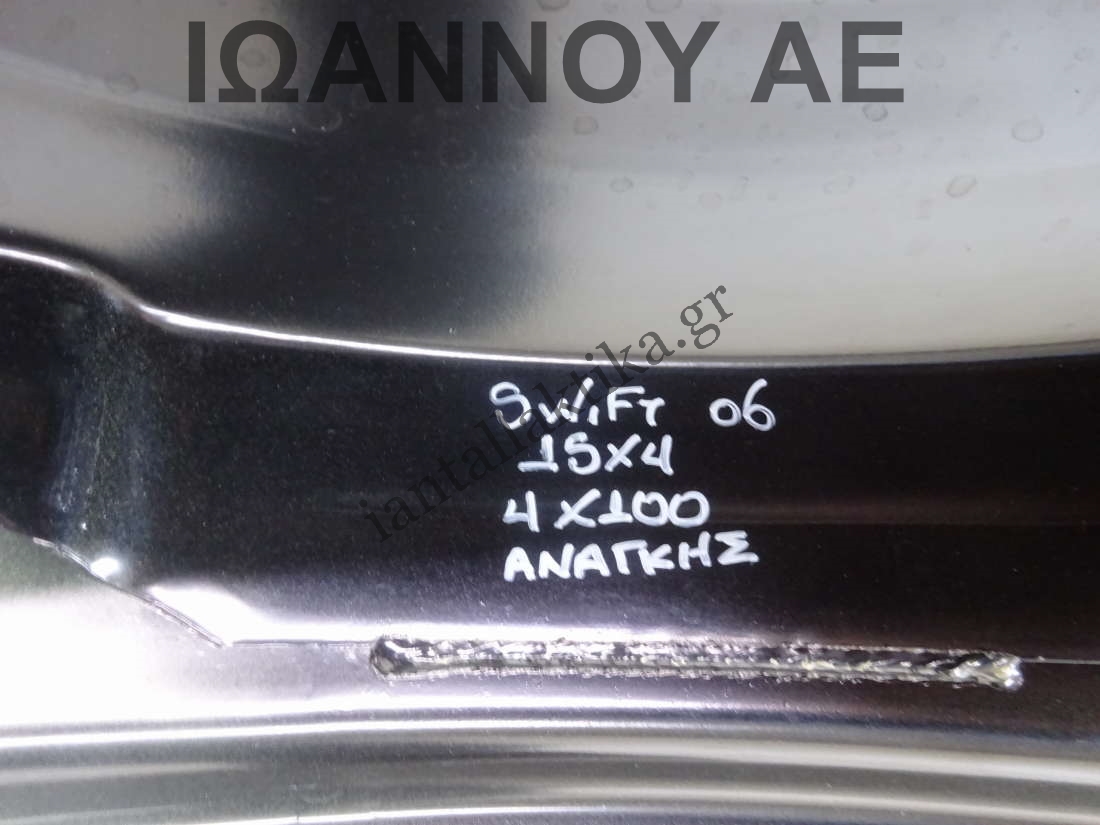 ΙΩΑΝΝΟΥ ΑΕ
iantallaktika.gr
SWiFT 06
15X4
4X100
ΑΝΑΓΚΗΣ